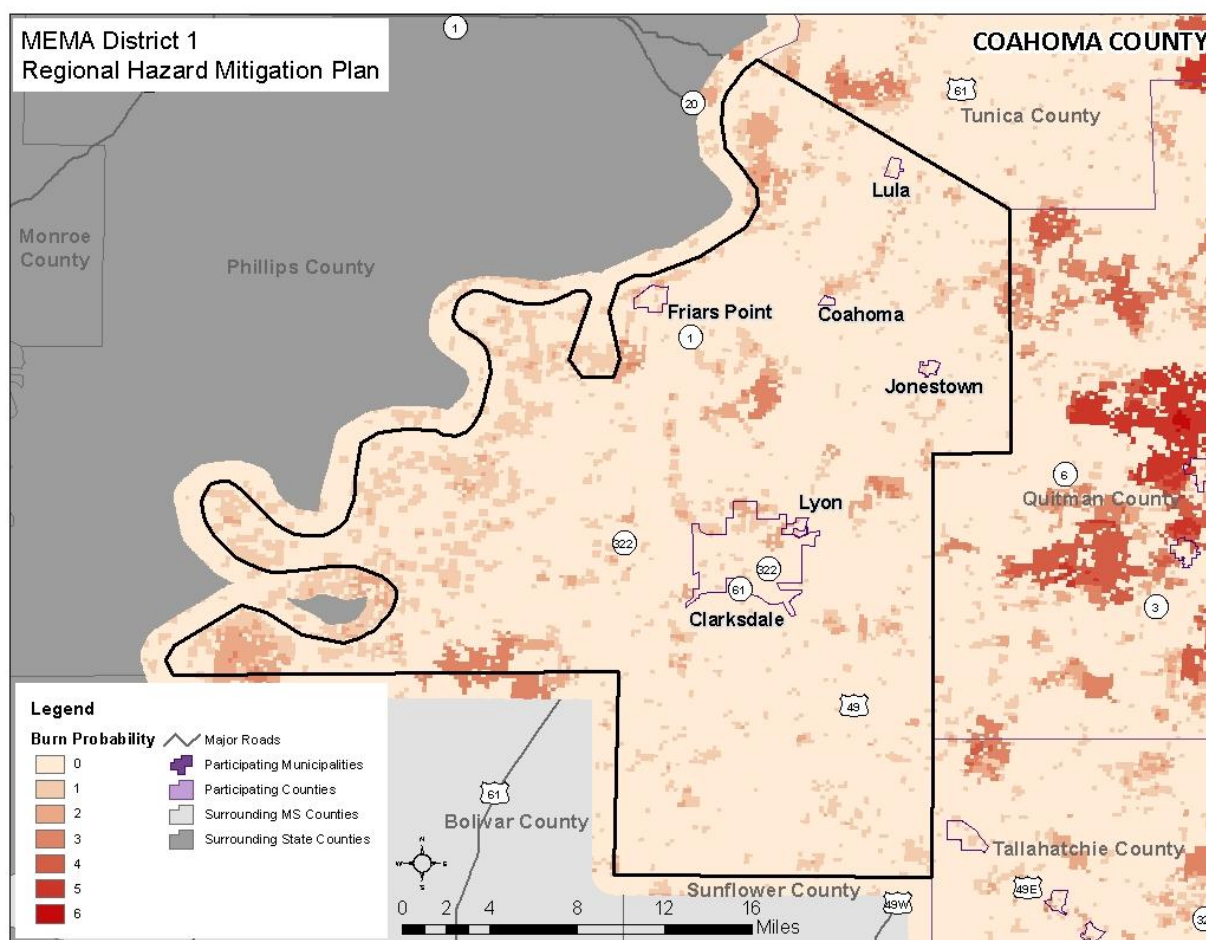 MEMA District 1
Regional Hazard Mitigation Plan
COAHOMA COUNTY
1
20
61
Tunica County
Lula
Monroe
County
Phillips County
Friars Point
Coahoma
1
Jonestown
6
Quitman County
Lyon
322
322
61
3
Clarksdale
49
61
Bolivar County
Tallahatchie County
Sunflower County
49E
49W
32
Legend
Burn Probability
0
1
2
3
4
5
6
Major Roads
Participating Municipalities
Participating Counties
Surrounding MS Counties
Surrounding State Counties
N
W E
S
0 2 4 8 12 16
Miles